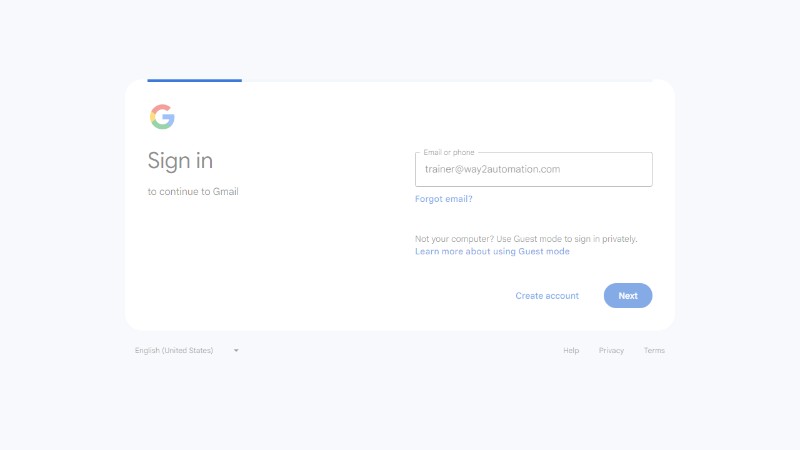 Sign in
to continue to Gmail
Email or phone
trainer@way2automation.com
Forgot email?
Not your computer? Use Guest mode to sign in privately.
Learn more about using Guest mode
Create account
Next
English (United States)
Help
Privacy
Terms